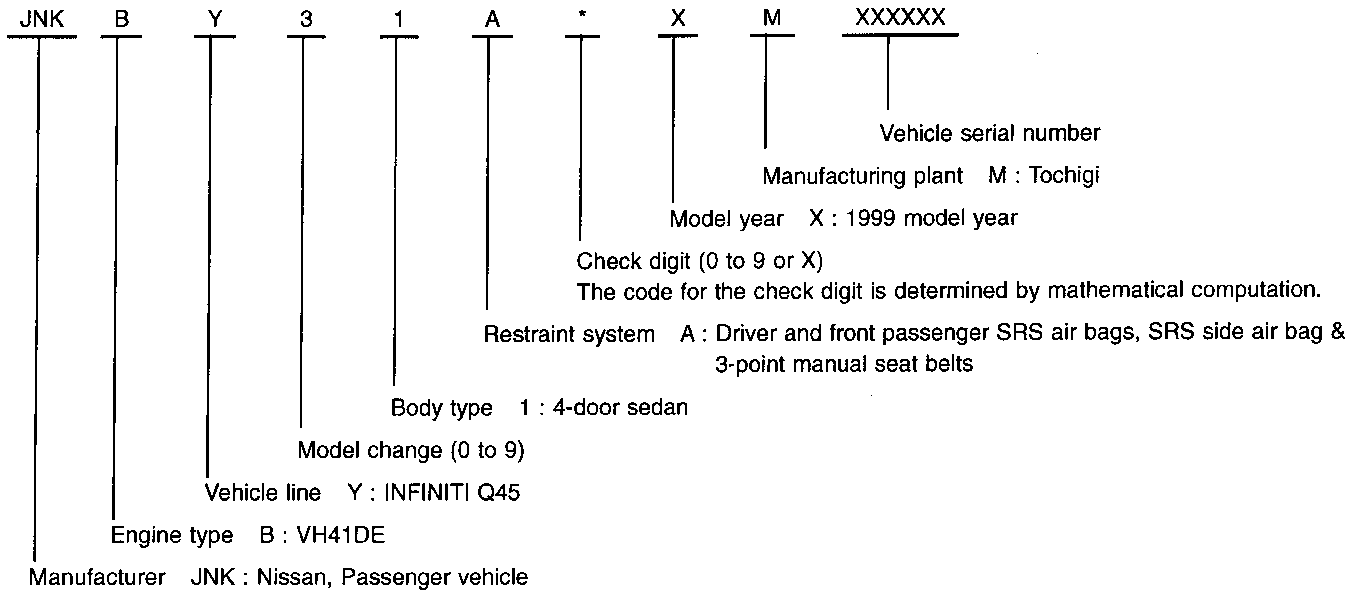 JNK B Y 3 1 A * X M XXXXXX
Vehicle serial number
Manufacturing plant M : Tochigi
Model year X : 1999 model year
Check digit (0 to 9 or X)
The code for the check digit is determined by mathematical computation.
Restraint system A : Driver and front passenger SRS air bags, SRS side air bag &
3-point manual seat belts
Body type 1 : 4-door sedan
Model change (0 to 9)
Vehicle line Y : INFINITI Q45
Engine type B : VH41DE
Manufacturer JNK : Nissan, Passenger vehicle